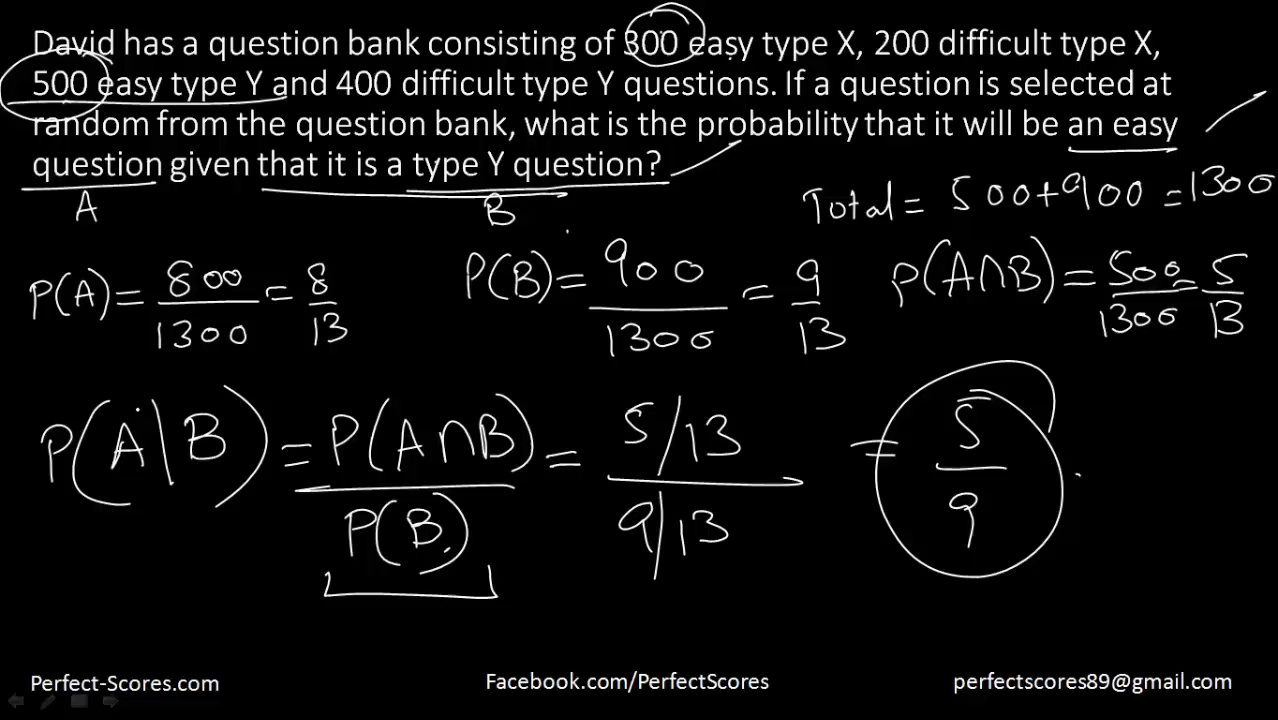 David has a question bank consisting of 300 easy type X, 200 difficult type X,
500 easy type Y and 400 difficult type Y questions. If a question is selected at
random from the question bank, what is the probability that it will be an easy
question given that it is a type Y question?
A
B
Total = 500+900 = 1300
P(A) = 800/1300 = 8/13
P(B) = 900/1300 = 9/13
P(A∩B) = 500/1300 = 5/13
P(A|B) = P(A∩B)/P(B) = 5/13 / 9/13 = 5/9
Perfect-Scores.com
Facebook.com/PerfectScores
perfectscores89@gmail.com